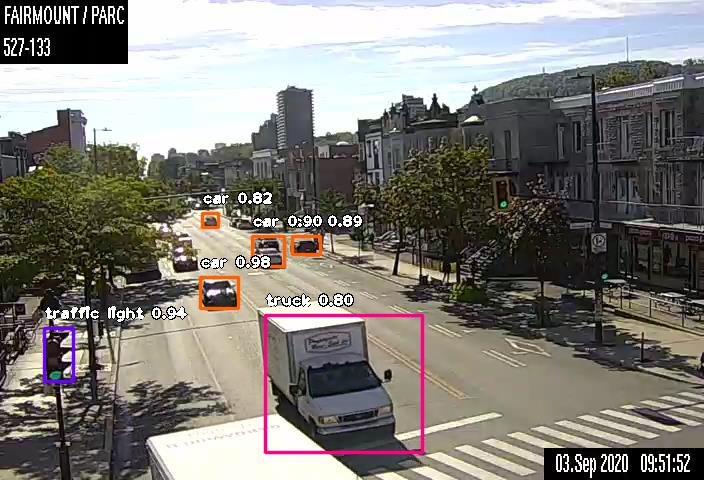 FAIRMOUNT / PARC
527-133
car 0.82
car 0.90 0.89
car 0.98
truck 0.80
traffic light 0.94
03.Sep 2020 09:51:52